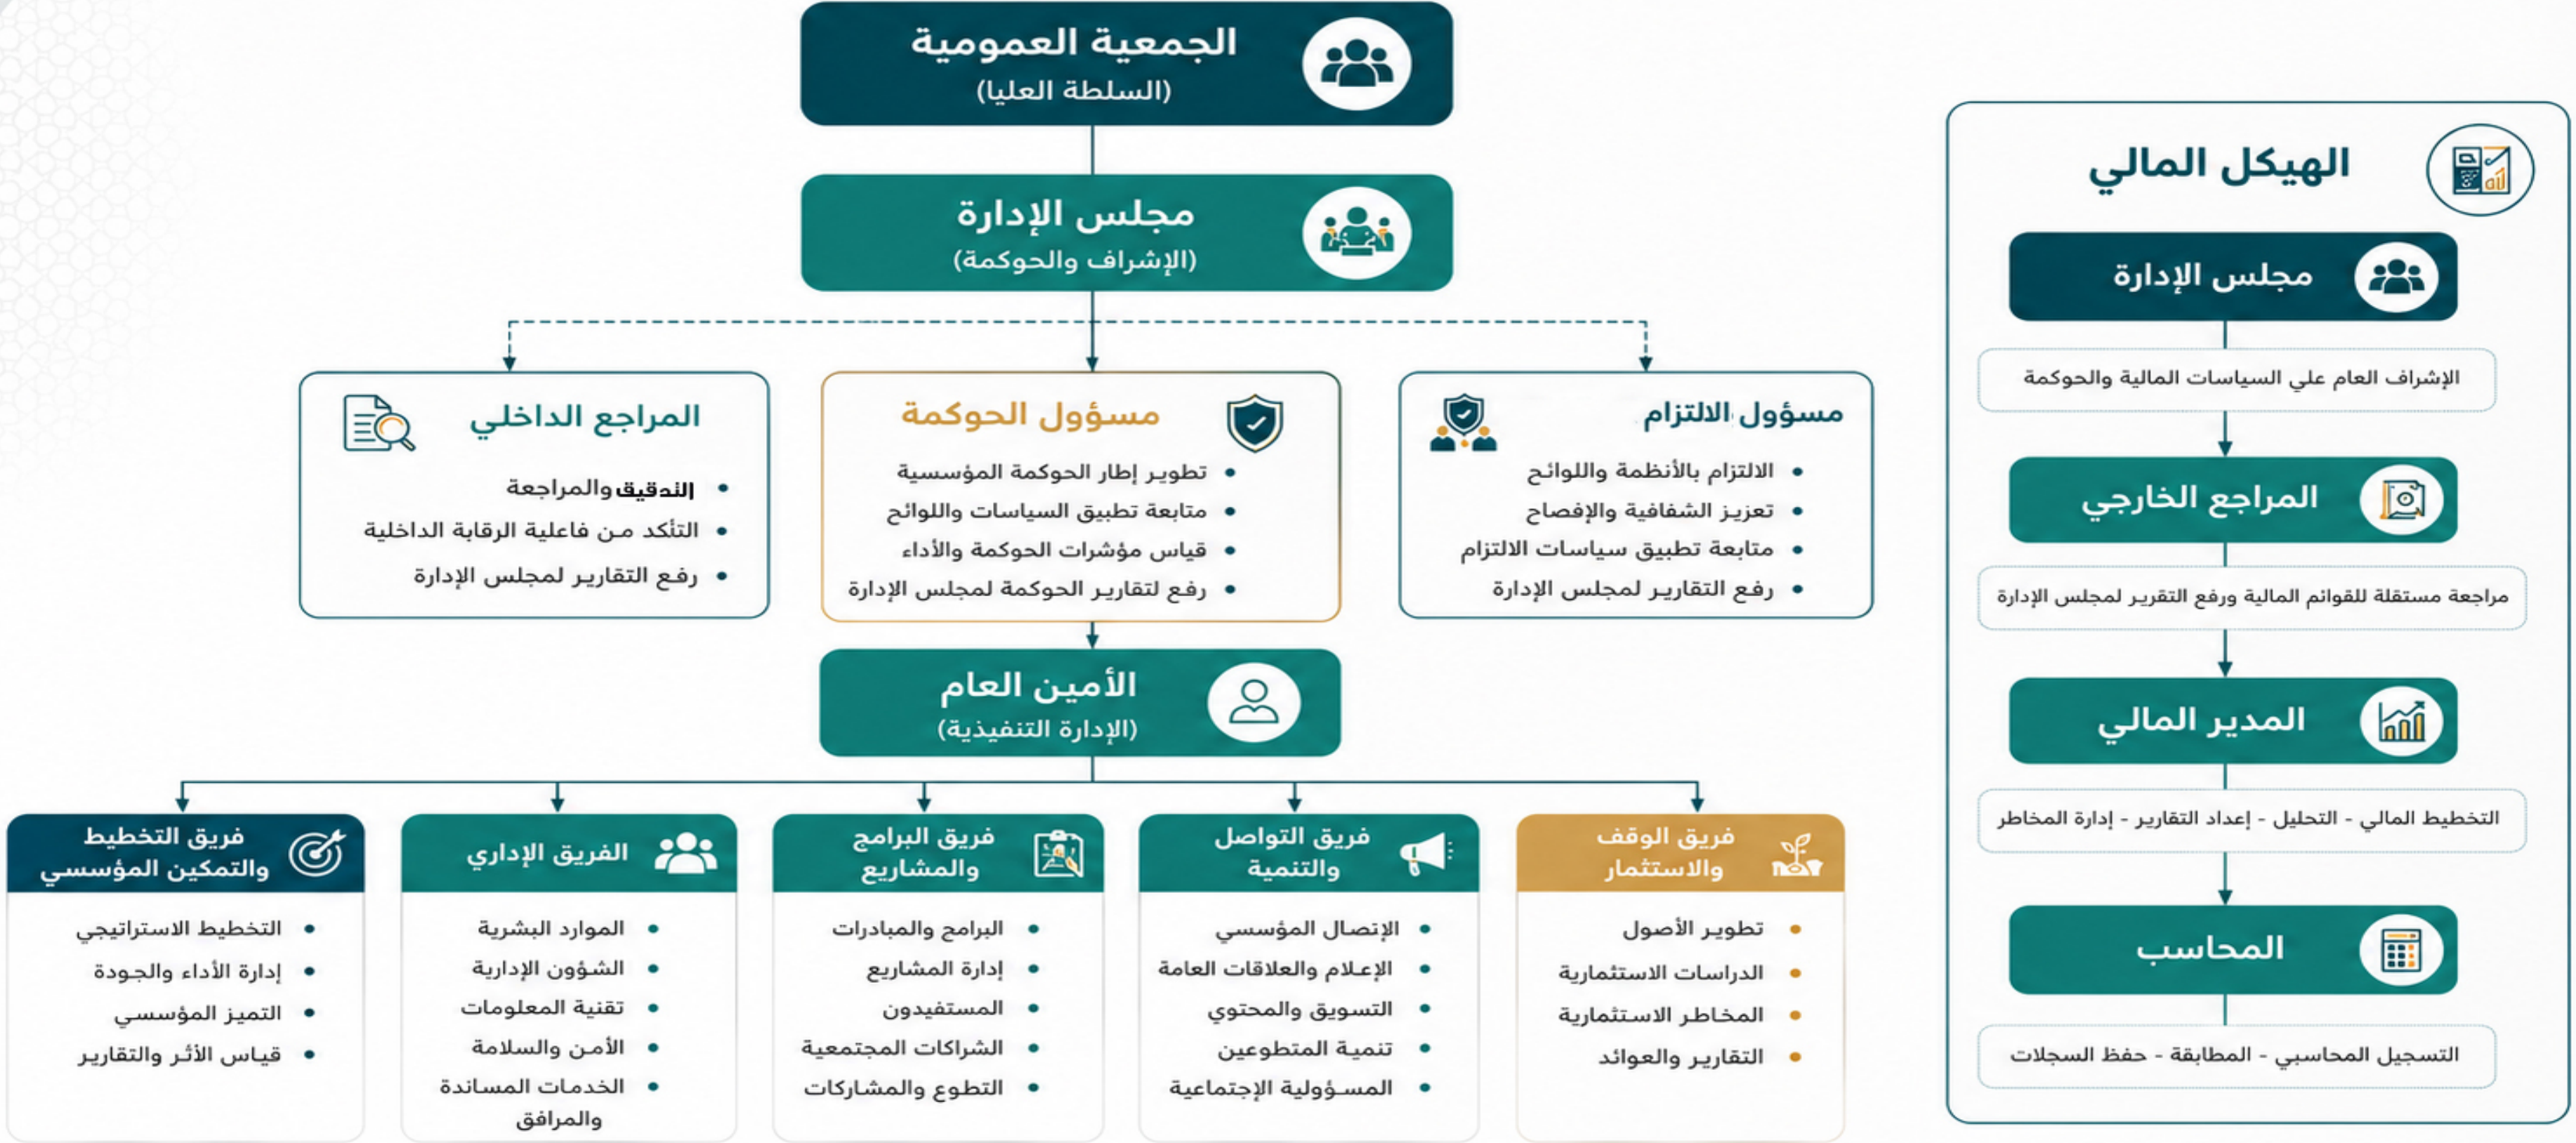 الجمعية العمومية
(السلطة العليا)
مجلس الإدارة
(الإشراف والحوكمة)
مسؤول الالتزام
• الالتزام بالأنظمة واللوائح
• تعزيز الشفافية والإفصاح
• متابعة تطبيق سياسات الالتزام
• رفع التقارير لمجلس الإدارة
مسؤول الحوكمة
• تطوير إطار الحوكمة المؤسسية
• متابعة تطبيق السياسات واللوائح
• قياس مؤشرات الحوكمة والأداء
• رفع لتقارير الحوكمة لمجلس الإدارة
المراجع الداخلي
• التدقيق والمراجعة
• التأكد من فاعلية الرقابة الداخلية
• رفع التقارير لمجلس الإدارة
الأمين العام
(الإدارة التنفيذية)
فريق الوقف
والاستثمار
• تطوير الأصول
• الدراسات الاستثمارية
• المخاطر الاستثمارية
• التقارير والعوائد
فريق التواصل
والتنمية
• الإتصال المؤسسي
• الإعلام والعلاقات العامة
• التسويق والمحتوي
• تنمية المتطوعين
• المسؤولية الإجتماعية
فريق البرامج
والمشاريع
• البرامج والمبادرات
• إدارة المشاريع
• المستفيدون
• الشراكات المجتمعية
• التطوع والمشاركات
الفريق الإداري
• الموارد البشرية
• الشؤون الإدارية
• تقنية المعلومات
• الأمن والسلامة
• الخدمات المساندة
والمرافق
فريق التخطيط
والتمكين المؤسسي
• التخطيط الاستراتيجي
• إدارة الأداء والجودة
• التميز المؤسسي
• قياس الأثر والتقارير
الهيكل المالي
مجلس الإدارة
الإشراف العام علي السياسات المالية والحوكمة
المراجع الخارجي
مراجعة مستقلة للقوائم المالية ورفع التقرير لمجلس الإدارة
المدير المالي
التخطيط المالي - التحليل - إعداد التقارير - إدارة المخاطر
المحاسب
التسجيل المحاسبي - المطابقة - حفظ السجلات